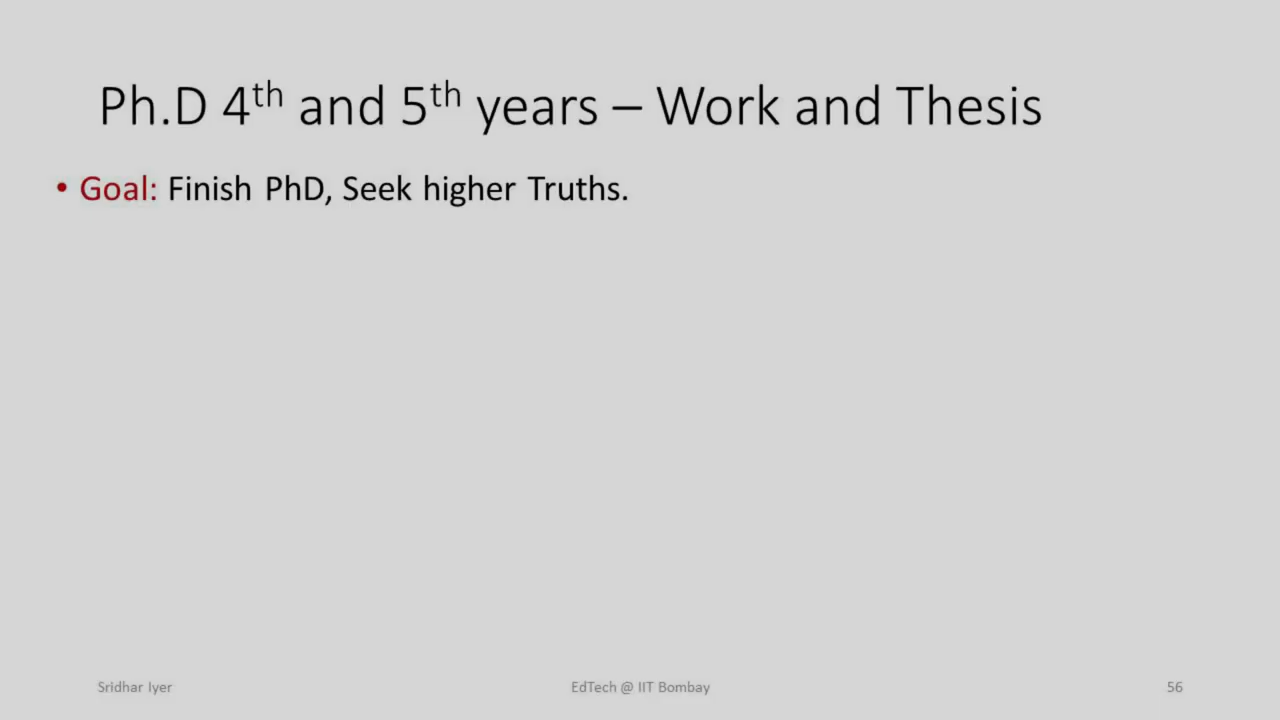 Ph.D 4th and 5th years – Work and Thesis
• Goal: Finish PhD, Seek higher Truths.
Sridhar Iyer EdTech @ IIT Bombay 56